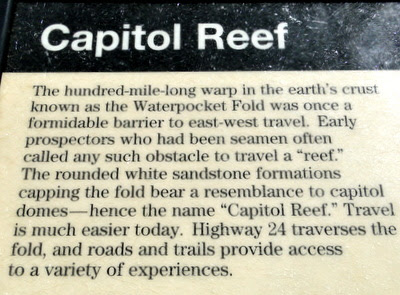 Capitol Reef
The hundred-mile-long warp in the earth's crust
known as the Waterpocket Fold was once a
formidable barrier to east-west travel. Early
prospectors who had been seamen often
called any such obstacle to travel a “reef.”
The rounded white sandstone formations
capping the fold bear a resemblance to capitol
domes—hence the name “Capitol Reef.” Travel
is much easier today. Highway 24 traverses the
fold, and roads and trails provide access
to a variety of experiences.